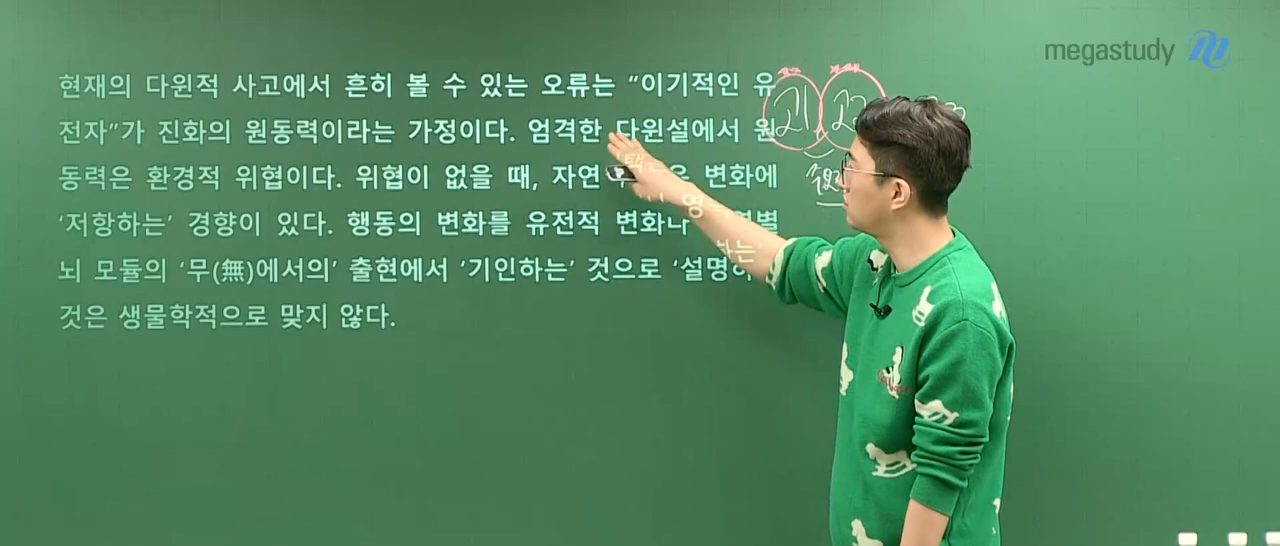 megastudy
현재의 다윈적 사고에서 흔히 볼 수 있는 오류는 “이기적인 유
전자”가 진화의 원동력이라는 가정이다. 엄격한 다윈설에서 원
동력은 환경적 위협이다. 위협이 없을 때, 자연 택은 변화에
‘저항하는’ 경향이 있다. 행동의 변화를 유전적 변화나 영역별
뇌 모듈의 ‘무(無)에서의’ 출현에서 ‘기인하는’ 것으로 ‘설명하는’
것은 생물학적으로 맞지 않다.
21